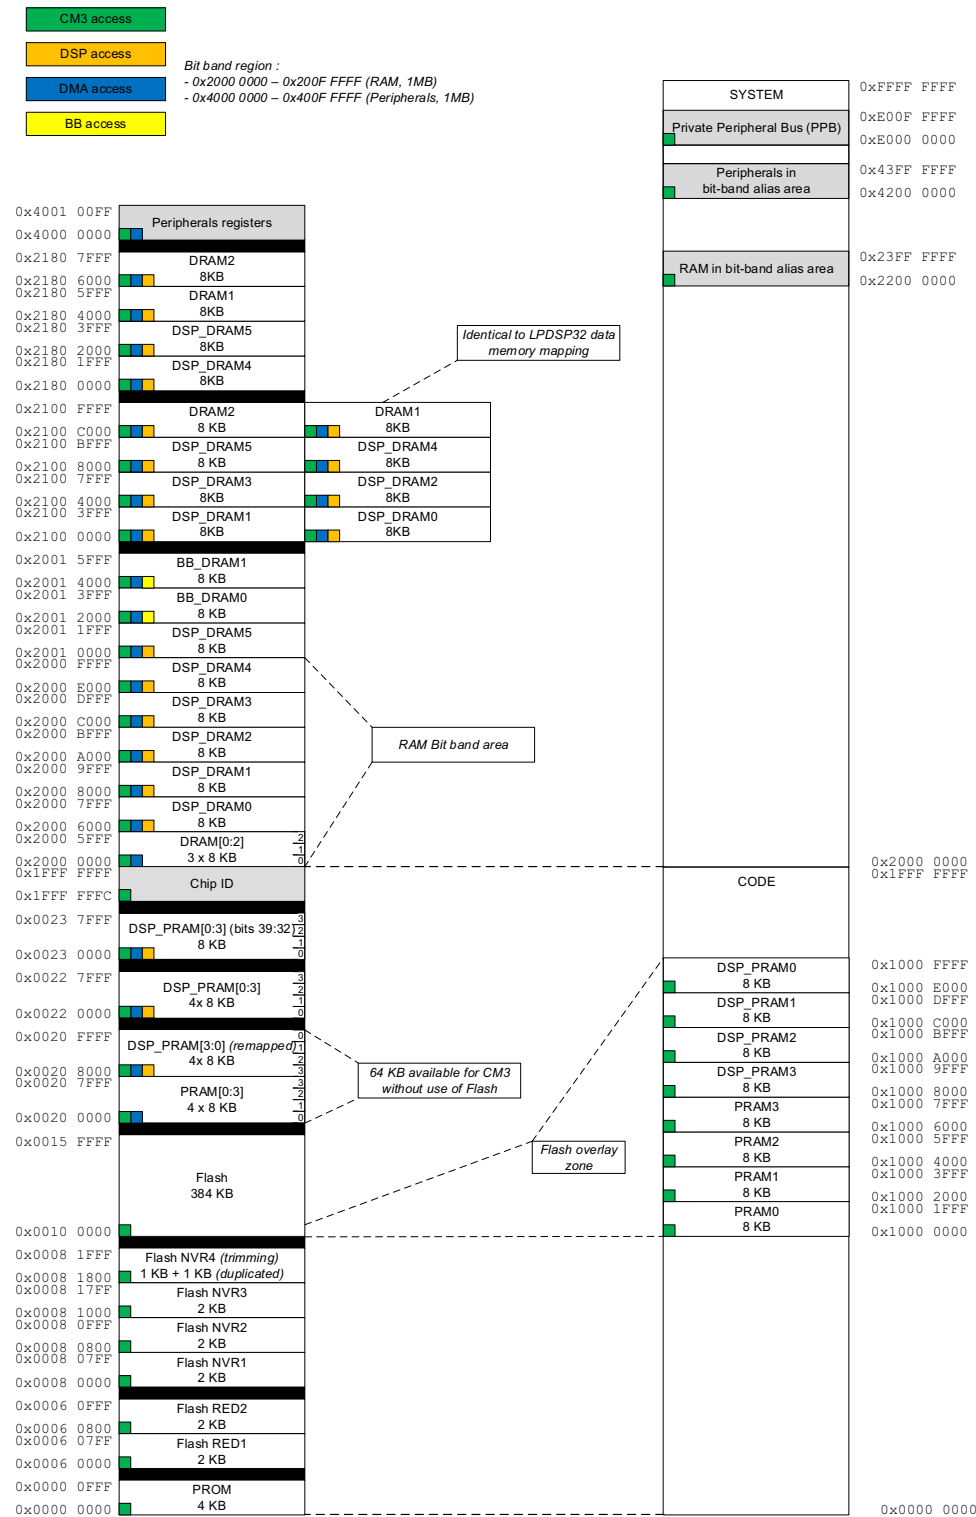 CM3 access
DSP access
DMA access
BB access
Bit band region :
- 0x2000 0000 – 0x200F FFFF (RAM, 1MB)
- 0x4000 0000 – 0x400F FFFF (Peripherals, 1MB)
0x4001 00FF
Peripherals registers
0x4000 0000
0x2180 7FFF
DRAM2
8KB
0x2180 6000
0x2180 5FFF
DRAM1
8KB
0x2180 4000
0x2180 3FFF
DSP_DRAM5
8KB
0x2180 2000
0x2180 1FFF
DSP_DRAM4
8KB
0x2180 0000
Identical to LPDSP32 data
memory mapping
0x2100 FFFF
DRAM2
8 KB
DRAM1
8KB
0x2100 C000
0x2100 BFFF
DSP_DRAM5
8 KB
DSP_DRAM4
8KB
0x2100 8000
0x2100 7FFF
DSP_DRAM3
8KB
DSP_DRAM2
8KB
0x2100 4000
0x2100 3FFF
DSP_DRAM1
8KB
DSP_DRAM0
8KB
0x2100 0000
0x2001 5FFF
BB_DRAM1
8 KB
0x2001 4000
0x2001 3FFF
BB_DRAM0
8 KB
0x2001 2000
0x2001 1FFF
DSP_DRAM5
8 KB
0x2001 0000
0x2000 FFFF
DSP_DRAM4
8 KB
0x2000 E000
0x2000 DFFF
DSP_DRAM3
8 KB
0x2000 C000
0x2000 BFFF
DSP_DRAM2
8 KB
0x2000 A000
0x2000 9FFF
DSP_DRAM1
8 KB
0x2000 8000
0x2000 7FFF
DSP_DRAM0
8 KB
0x2000 6000
0x2000 5FFF
DRAM[0:2]
3 x 8 KB
2
1
0
0x2000 0000
RAM Bit band area
0x1FFF FFFF
Chip ID
0x1FFF FFFC
0x0023 7FFF
DSP_PRAM[0:3] (bits 39:32)
8 KB
3
2
1
0
0x0023 0000
0x0022 7FFF
DSP_PRAM[0:3]
4x 8 KB
3
2
1
0
0x0022 0000
0x0020 FFFF
DSP_PRAM[3:0] (remapped)
4x 8 KB
0
1
2
3
0x0020 8000
0x0020 7FFF
PRAM[0:3]
4 x 8 KB
3
2
1
0
0x0020 0000
64 KB available for CM3
without use of Flash
0x0015 FFFF
Flash
384 KB
0x0010 0000
Flash overlay
zone
0x0008 1FFF
Flash NVR4 (trimming)
1 KB + 1 KB (duplicated)
0x0008 1800
0x0008 17FF
Flash NVR3
2 KB
0x0008 1000
0x0008 0FFF
Flash NVR2
2 KB
0x0008 0800
0x0008 07FF
Flash NVR1
2 KB
0x0008 0000
0x0006 0FFF
Flash RED2
2 KB
0x0006 0800
0x0006 07FF
Flash RED1
2 KB
0x0006 0000
0x0000 0FFF
PROM
4 KB
0x0000 0000
SYSTEM
0xFFFF FFFF
0xE00F FFFF
Private Peripheral Bus (PPB)
0xE000 0000
Peripherals in
bit-band alias area
0x43FF FFFF
0x4200 0000
0x23FF FFFF
RAM in bit-band alias area
0x2200 0000
0x2000 0000
0x1FFF FFFF
CODE
DSP_PRAM0
8 KB
0x1000 FFFF
0x1000 E000
0x1000 DFFF
DSP_PRAM1
8 KB
0x1000 C000
0x1000 BFFF
DSP_PRAM2
8 KB
0x1000 A000
0x1000 9FFF
DSP_PRAM3
8 KB
0x1000 8000
0x1000 7FFF
PRAM3
8 KB
0x1000 6000
0x1000 5FFF
PRAM2
8 KB
0x1000 4000
0x1000 3FFF
PRAM1
8 KB
0x1000 2000
0x1000 1FFF
PRAM0
8 KB
0x1000 0000
0x0000 0000